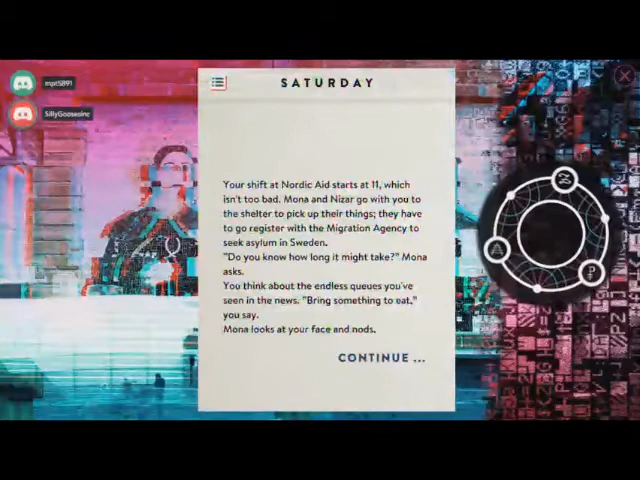 mpt5891
SillyGooseinc
SATURDAY
Your shift at Nordic Aid starts at 11, which
isn't too bad. Mona and Nizar go with you to
the shelter to pick up their things; they have
to go register with the Migration Agency to
seek asylum in Sweden.
"Do you know how long it might take?" Mona
asks.
You think about the endless queues you've
seen in the news. "Bring something to eat,"
you say.
Mona looks at your face and nods.
CONTINUE ...